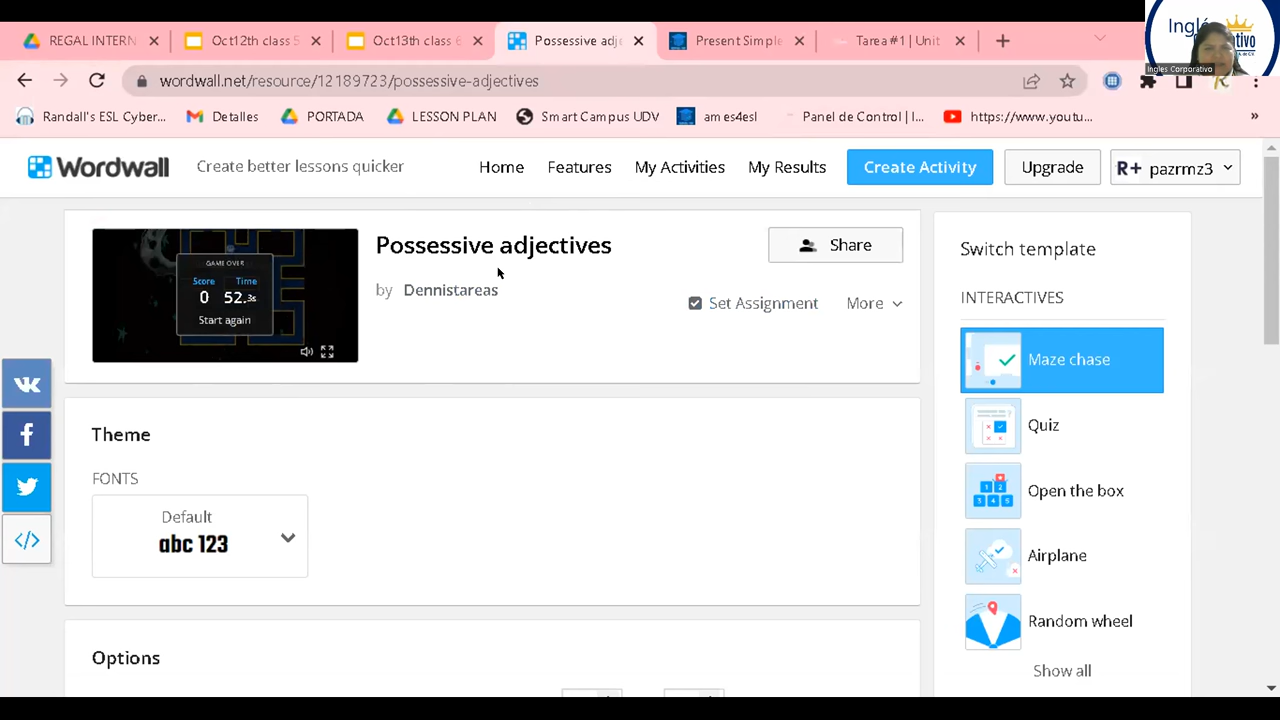 REGAL INTERN
Oct12th class 5
Oct13th class 6
Possessive adj
Present Simple
Tarea #1 | Unit
Inglés
Ingles Corporativo
wordwall.net/resource/12189723/possessive-adjectives
Randall's ESL Cyber...
Detalles
PORTADA
LESSON PLAN
Smart Campus UDV
ames4esl
Panel de Control | I...
https://www.youtu...
»
Wordwall
Create better lessons quicker
Home
Features
My Activities
My Results
Create Activity
Upgrade
R+ pazrmz3
GAME OVER
Score Time
0 52.3s
Start again
Possessive adjectives
by Dennistareas
Share
Set Assignment
More
Switch template
INTERACTIVES
Maze chase
Quiz
Open the box
Airplane
Random wheel
Show all
Theme
FONTS
Default
abc 123
Options